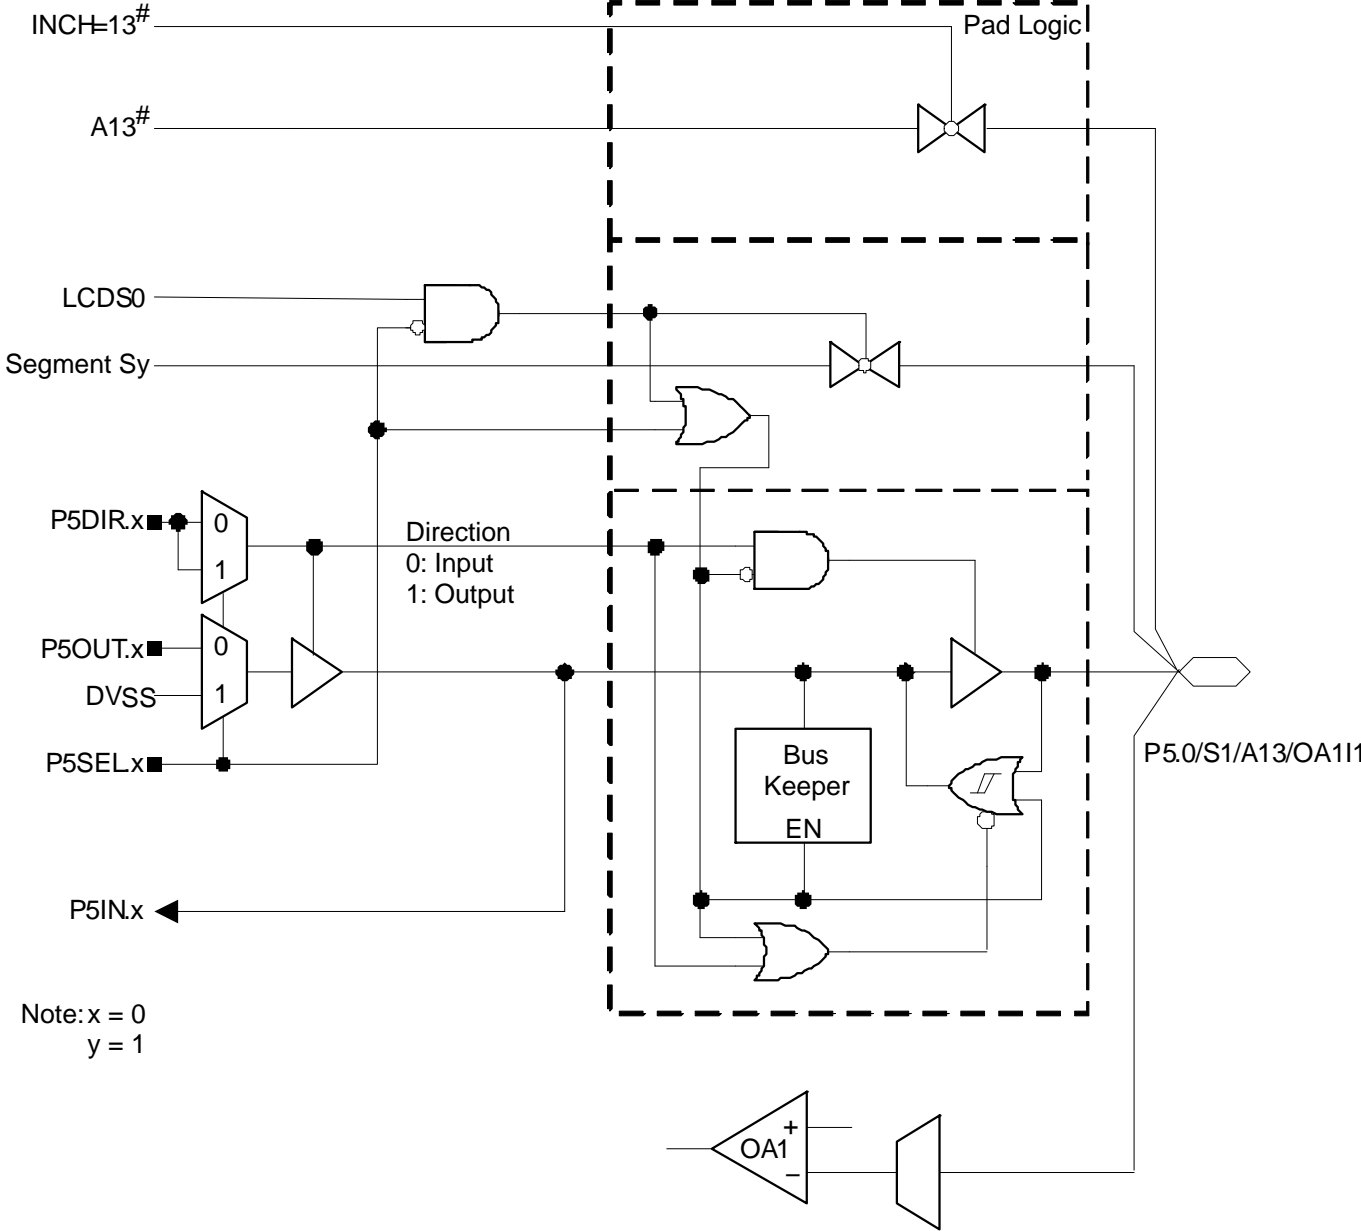 INCH=13#
Pad Logic
A13#
LCDS0
Segment Sy
P5DIR.x
0
1
Direction
0: Input
1: Output
P5OUT.x
0
DVSS
1
P5SEL.x
Bus
Keeper
EN
P5.0/S1/A13/OA1I1
P5IN.x
Note: x = 0
y = 1
+
OA1
−